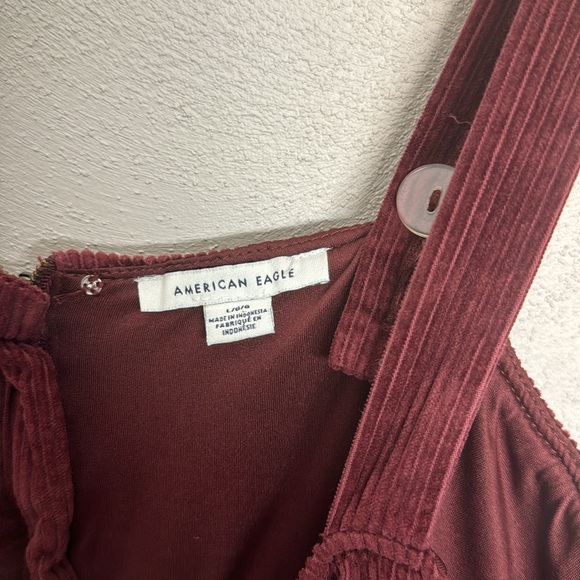 AMERICAN EAGLE
L/G/G
MADE IN INDONESIA
FABRIQUÉ EN
INDONÉSIE